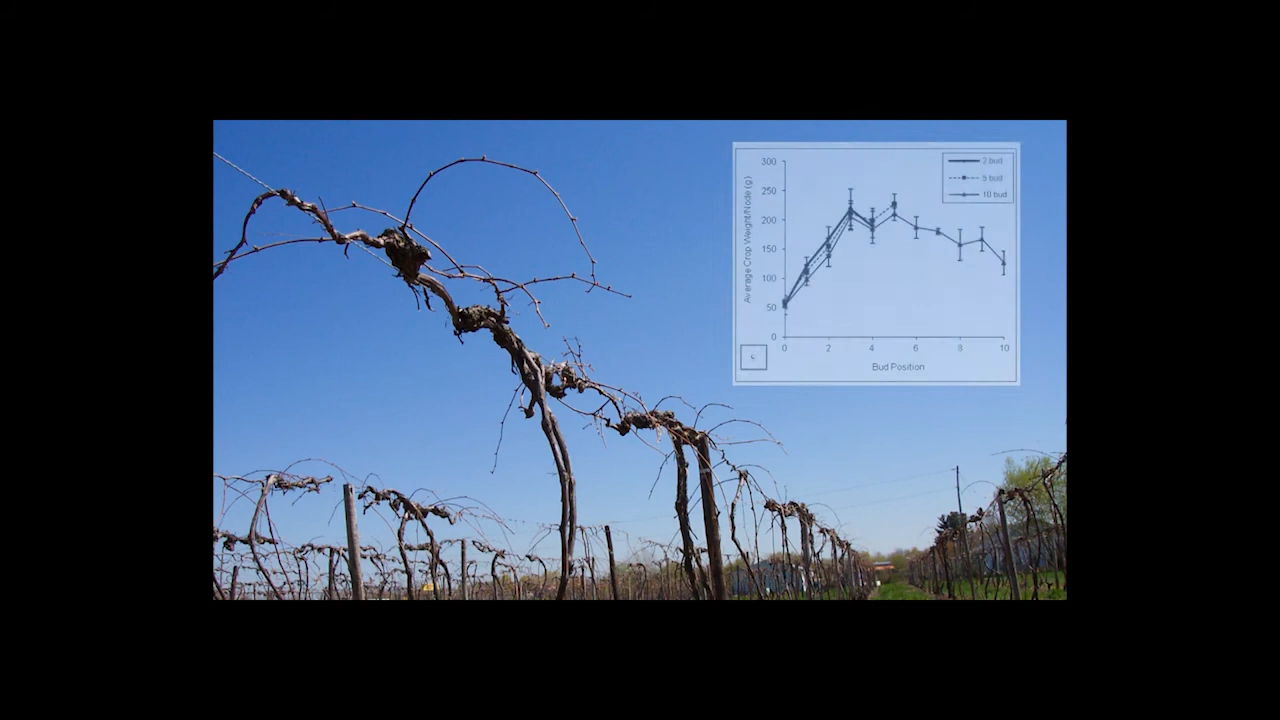 300
250
200
150
100
50
0
Average Crop Weight/Node (g)
2 bud
5 bud
10 bud
0 2 4 6 8 10
Bud Position
c